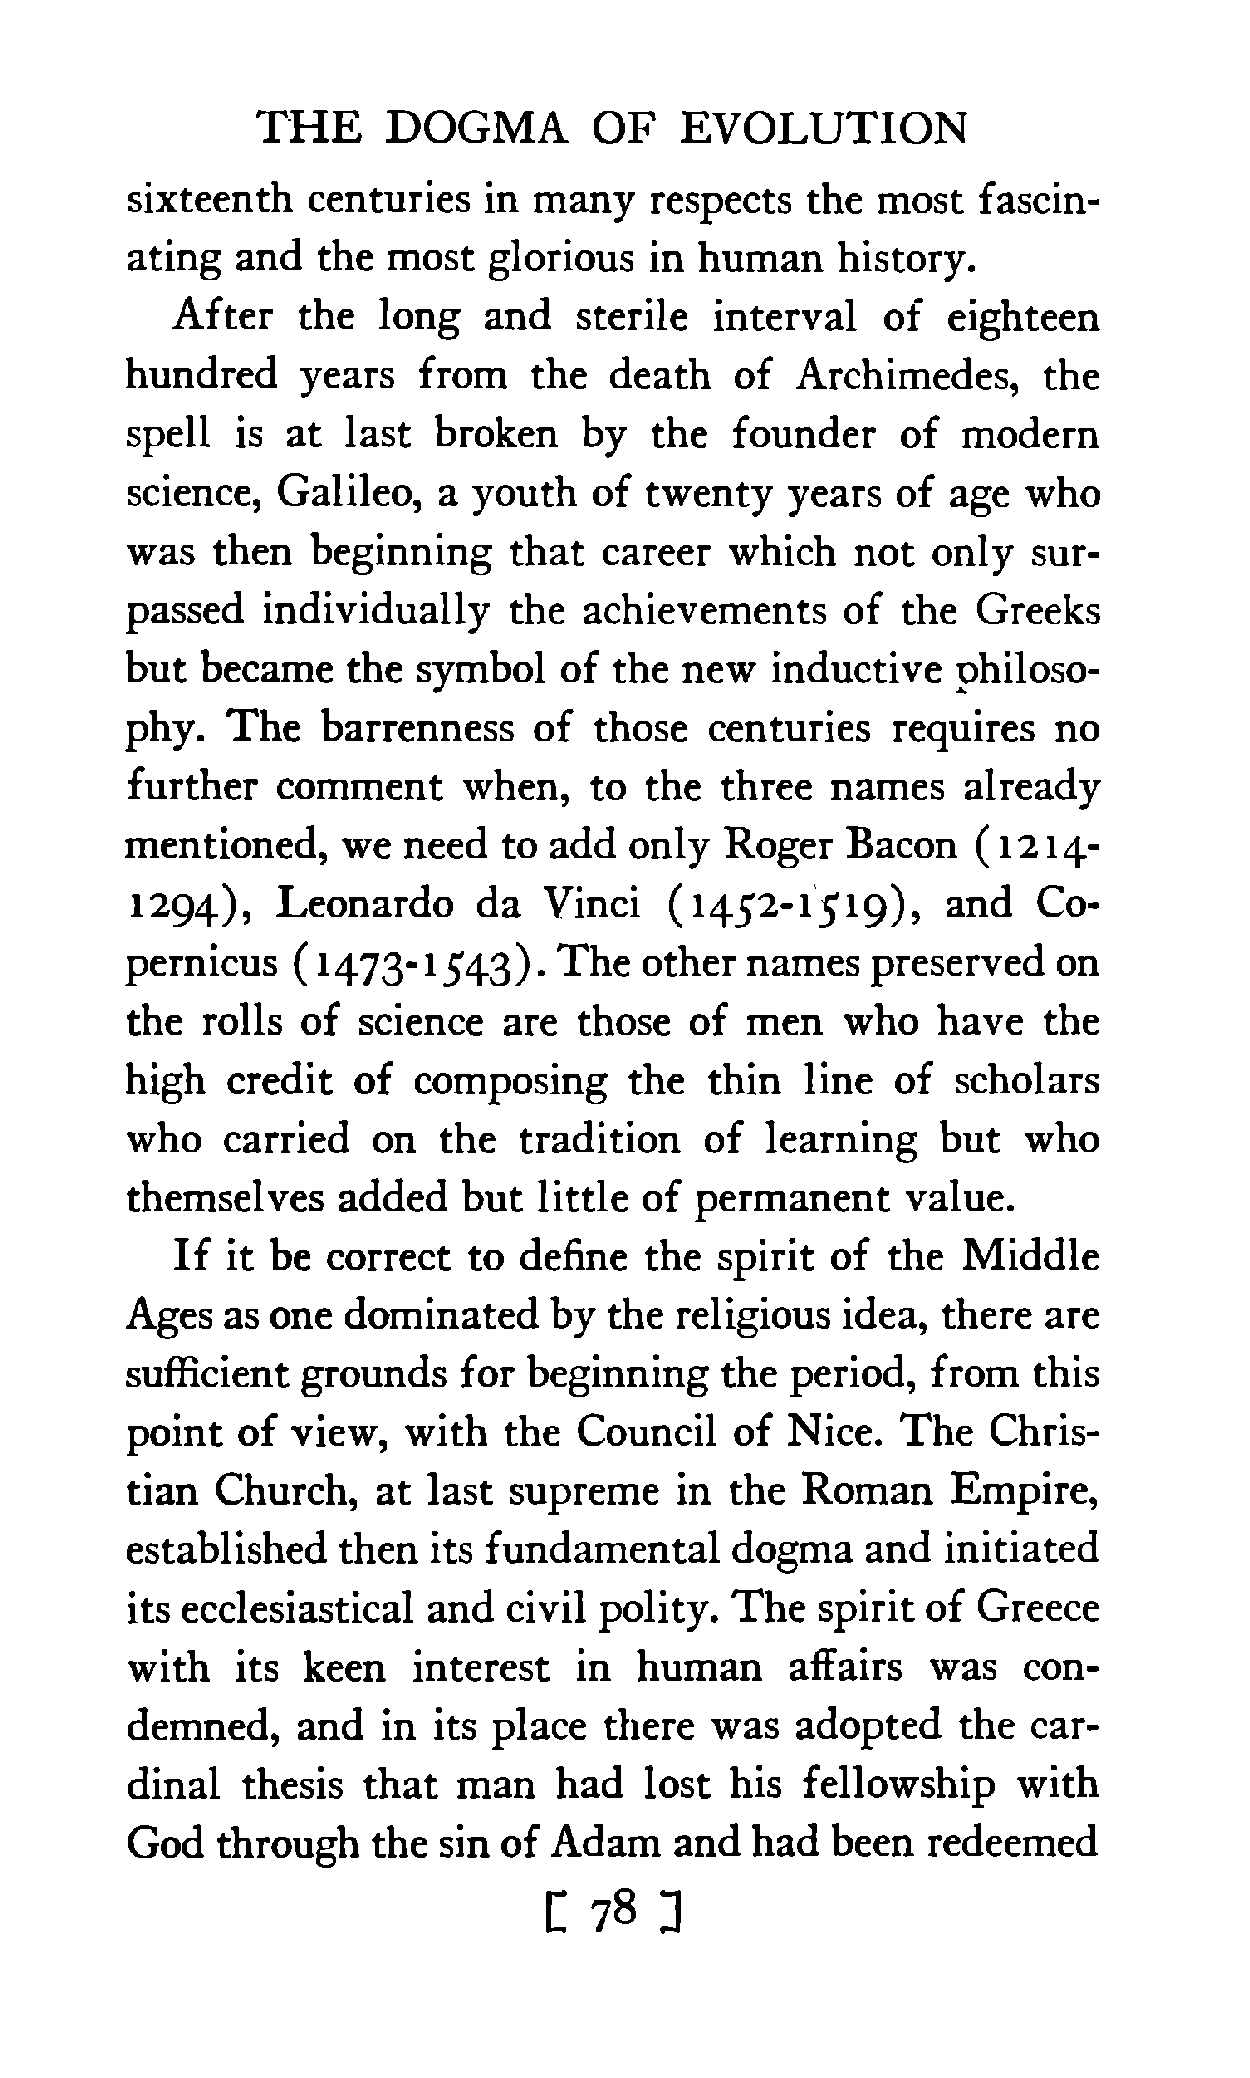 THE DOGMA OF EVOLUTION
sixteenth centuries in many respects the most fascin-
ating and the most glorious in human history.
After the long and sterile interval of eighteen
hundred years from the death of Archimedes, the
spell is at last broken by the founder of modern
science, Galileo, a youth of twenty years of age who
was then beginning that career which not only sur-
passed individually the achievements of the Greeks
but became the symbol of the new inductive philoso-
phy. The barrenness of those centuries requires no
further comment when, to the three names already
mentioned, we need to add only Roger Bacon (1214-
1294), Leonardo da Vinci (1452-1519), and Co-
pernicus (1473-1543). The other names preserved on
the rolls of science are those of men who have the
high credit of composing the thin line of scholars
who carried on the tradition of learning but who
themselves added but little of permanent value.
If it be correct to define the spirit of the Middle
Ages as one dominated by the religious idea, there are
sufficient grounds for beginning the period, from this
point of view, with the Council of Nice. The Chris-
tian Church, at last supreme in the Roman Empire,
established then its fundamental dogma and initiated
its ecclesiastical and civil polity. The spirit of Greece
with its keen interest in human affairs was con-
demned, and in its place there was adopted the car-
dinal thesis that man had lost his fellowship with
God through the sin of Adam and had been redeemed
[ 78 ]